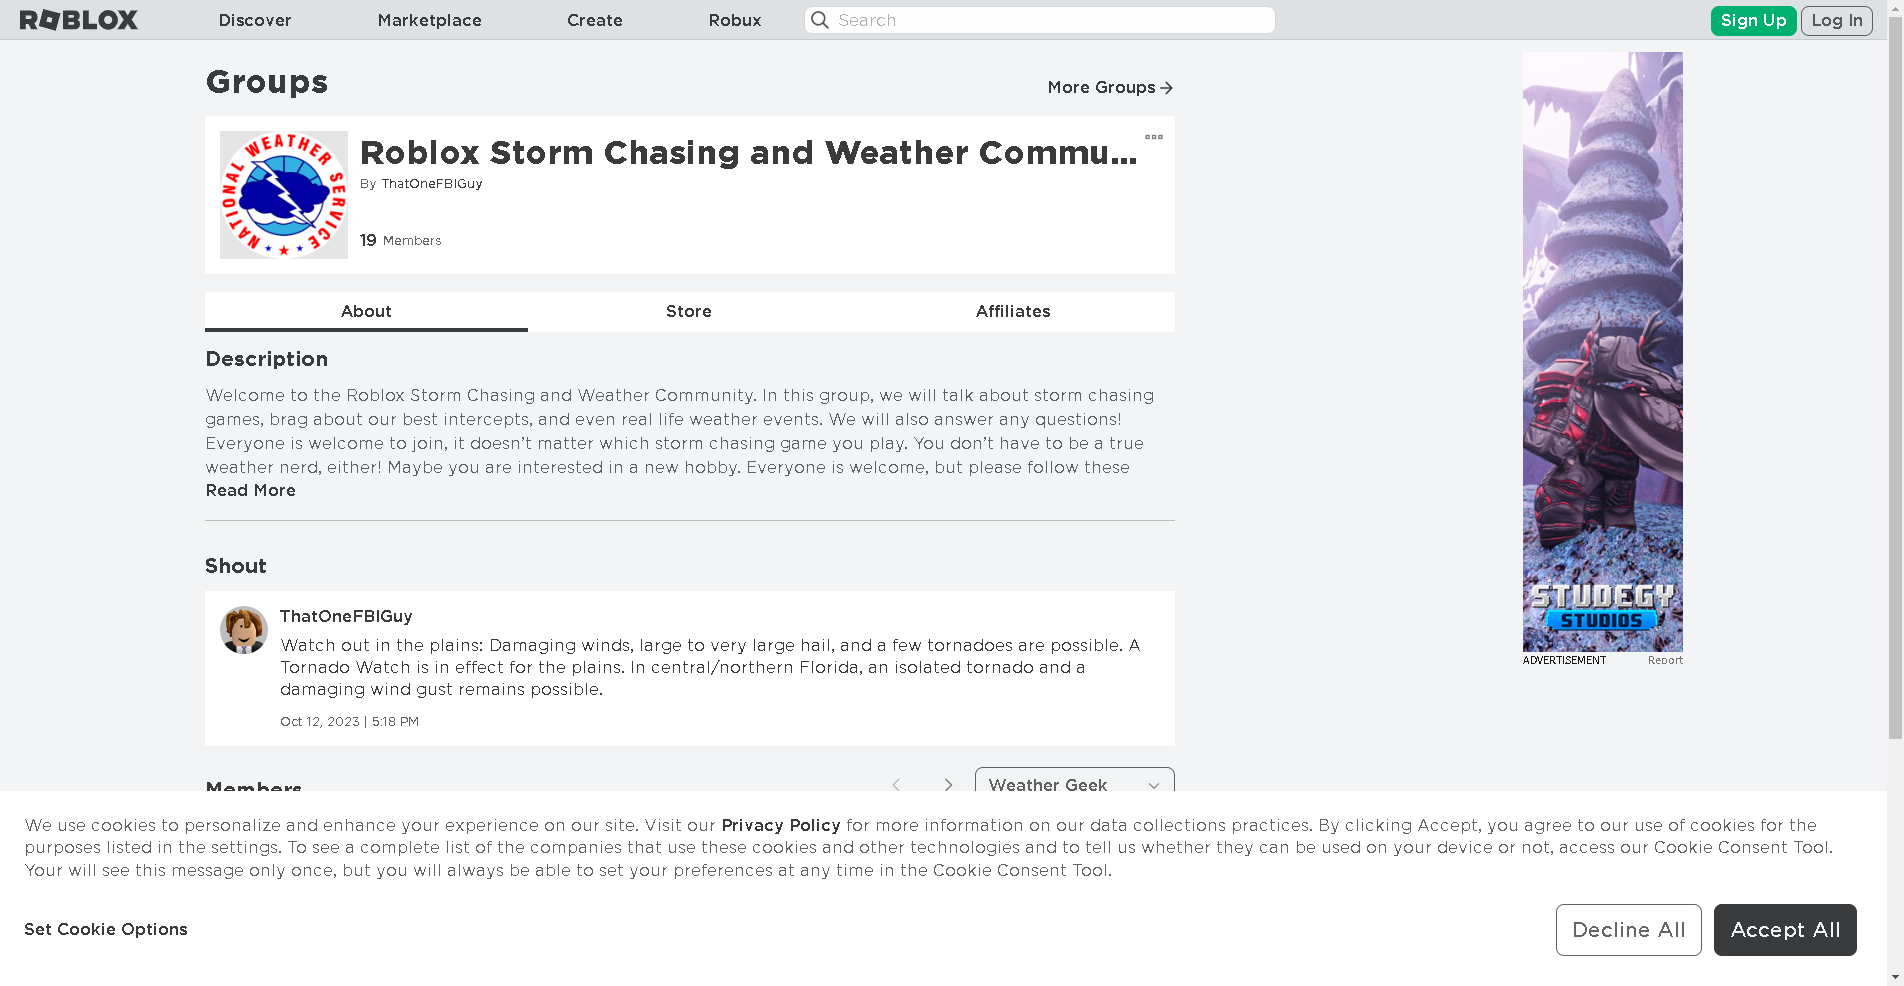 ROBLOX Discover Marketplace Create Robux Search Sign Up Log In
Groups
More Groups
NATIONAL WEATHER SERVICE
Roblox Storm Chasing and Weather Commu...
By ThatOneFBIGuy
19 Members
About Store Affiliates
Description
Welcome to the Roblox Storm Chasing and Weather Community. In this group, we will talk about storm chasing
games, brag about our best intercepts, and even real life weather events. We will also answer any questions!
Everyone is welcome to join, it doesn’t matter which storm chasing game you play. You don’t have to be a true
weather nerd, either! Maybe you are interested in a new hobby. Everyone is welcome, but please follow these
Read More
Shout
ThatOneFBIGuy
Watch out in the plains: Damaging winds, large to very large hail, and a few tornadoes are possible. A
Tornado Watch is in effect for the plains. In central/northern Florida, an isolated tornado and a
damaging wind gust remains possible.
Oct 12, 2023 | 5:18 PM
STUDEGY
STUDIOS
ADVERTISEMENT Report
Members
Weather Geek
We use cookies to personalize and enhance your experience on our site. Visit our Privacy Policy for more information on our data collections practices. By clicking Accept, you agree to our use of cookies for the
purposes listed in the settings. To see a complete list of the companies that use these cookies and other technologies and to tell us whether they can be used on your device or not, access our Cookie Consent Tool.
Your will see this message only once, but you will always be able to set your preferences at any time in the Cookie Consent Tool.
Set Cookie Options
Decline All
Accept All